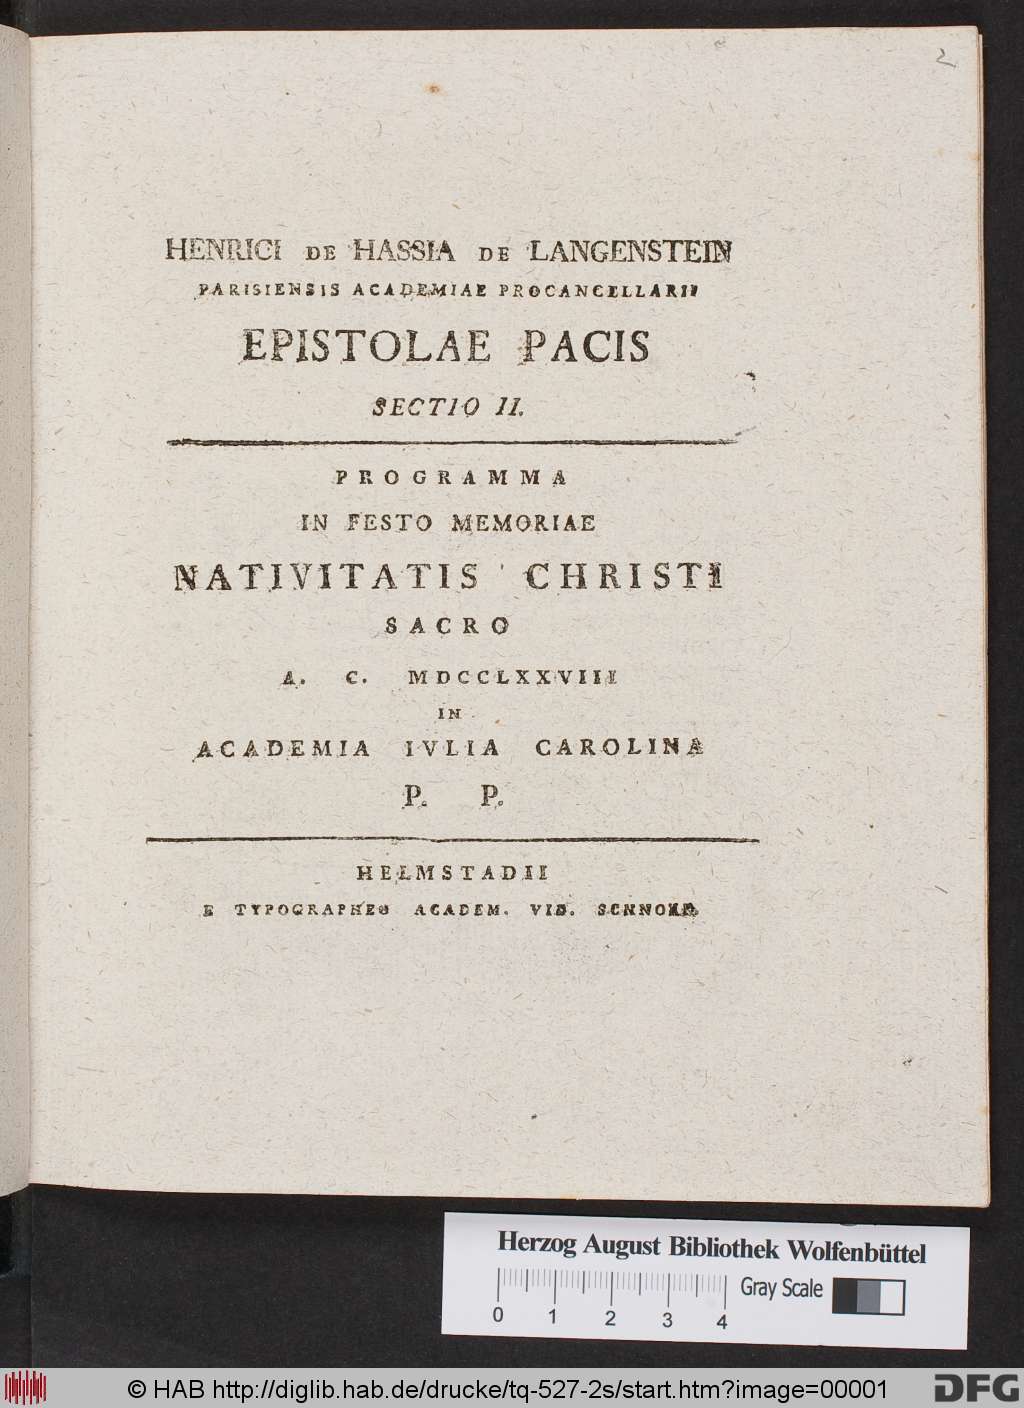 2
HENRICI DE HASSIA DE LANGENSTEIN
PARISIENSIS ACADEMIAE PROCANCELLARII
EPISTOLAE PACIS
SECTIO II.
PROGRAMMA
IN FESTO MEMORIAE
NATIVITATIS CHRISTI
SACRO
A. C. MDCCLXXVIII
IN
ACADEMIA IVLIA CAROLINA
P. P.
HELMSTADII
E TYPOGRAPHEO ACADEM. VID. SCHNORR.
Herzog August Bibliothek Wolfenbüttel
Gray Scale
0 1 2 3 4
© HAB http://diglib.hab.de/drucke/tq-527-2s/start.htm?image=00001
DFG